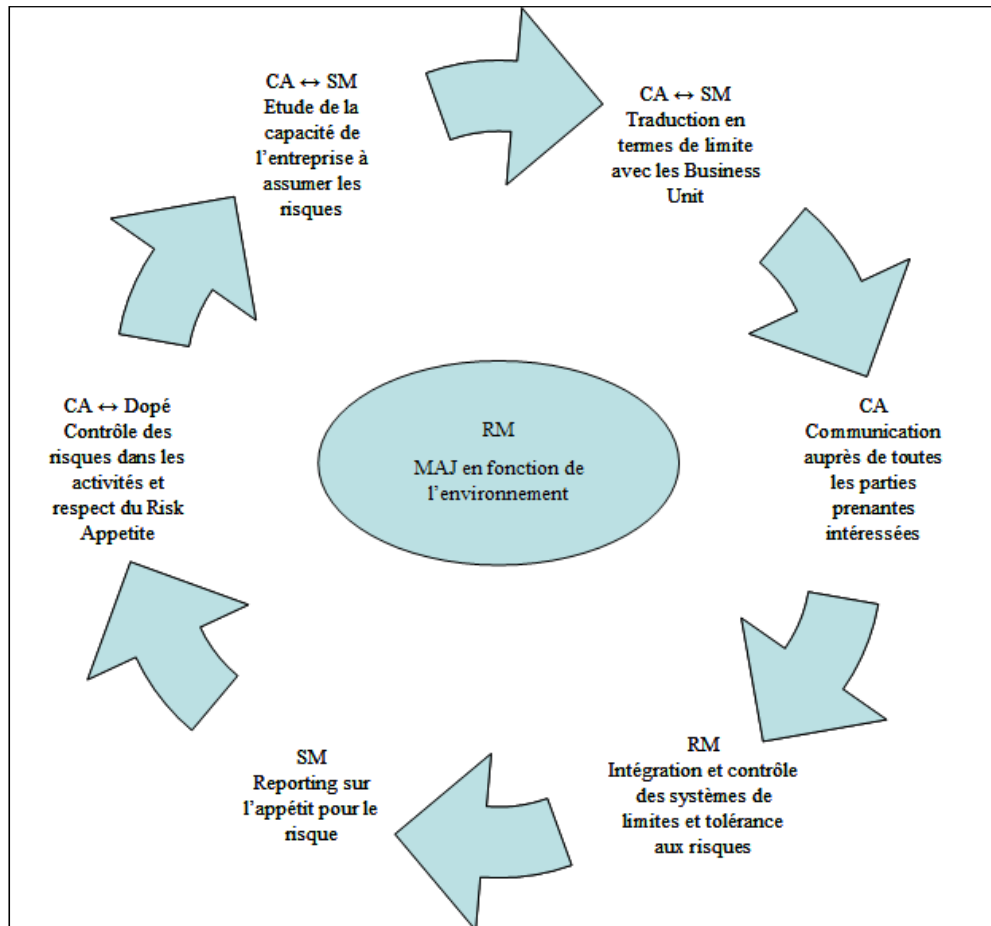 CA ↔ SM
Etude de la
capacité de
l'entreprise à
assumer les
risques
CA ↔ SM
Traduction en
termes de limite
avec les Business
Unit
CA
Communication
auprès de toutes
les parties
prenantes
intéressées
RM
Intégration et contrôle
des systèmes de
limites et tolérance
aux risques
SM
Reporting sur
l'appétit pour le
risque
CA ↔ Dopé
Contrôle des
risques dans les
activités et
respect du Risk
Appetite
RM
MAJ en fonction de
l'environnement